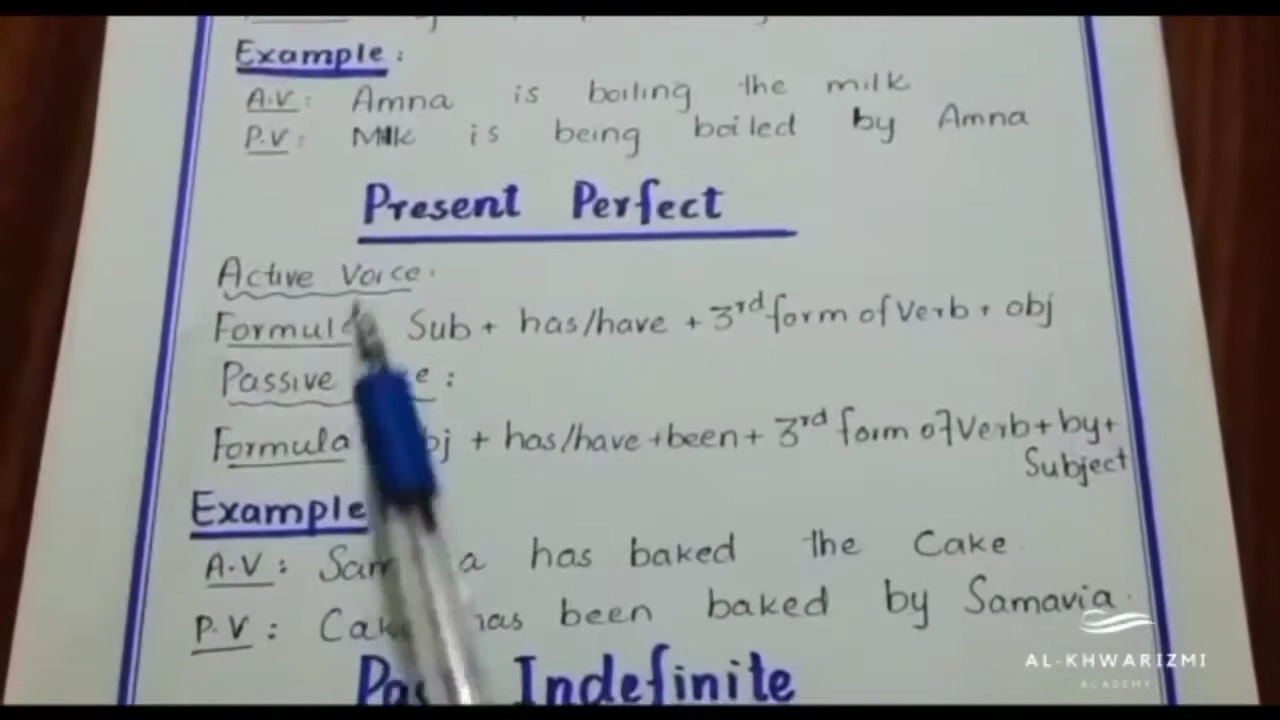 Example:
A.V: Amna is boiling the milk
P.V: Milk is being boiled by Amna
Present Perfect
Active Voice:
Formula Sub + has/have + 3rd form of Verb + obj
Passive
Formula + has/have + been + 3rd form of Verb + by +
Subject
Example
A.V: has baked the Cake
P.V: been baked by Samavia.
Indefinite
AL-KHWARIZMI
ACADEMY